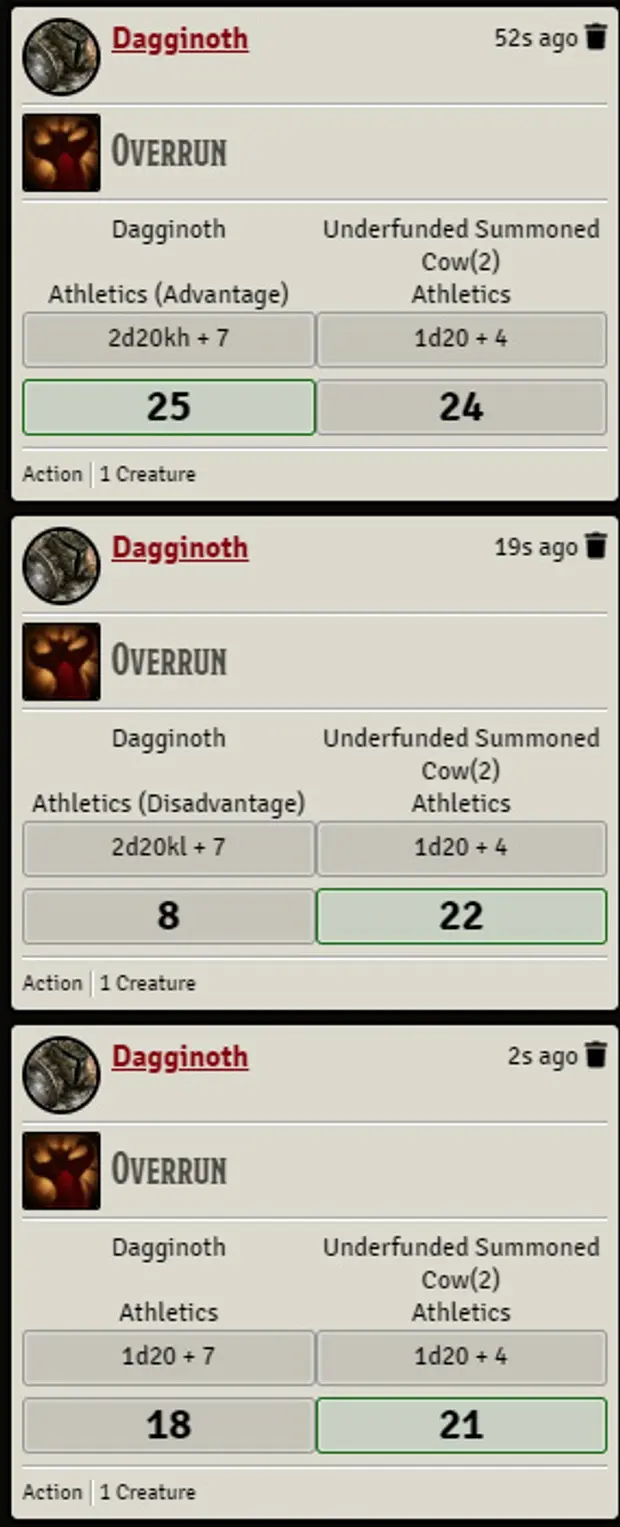 Dagginoth 52s ago
Overrun
Dagginoth Underfunded Summoned
Cow(2)
Athletics (Advantage) Athletics
2d20kh + 7 1d20 + 4
25 24
Action 1 Creature
Dagginoth 19s ago
Overrun
Dagginoth Underfunded Summoned
Cow(2)
Athletics (Disadvantage) Athletics
2d20kl + 7 1d20 + 4
8 22
Action 1 Creature
Dagginoth 2s ago
Overrun
Dagginoth Underfunded Summoned
Cow(2)
Athletics Athletics
1d20 + 7 1d20 + 4
18 21
Action 1 Creature